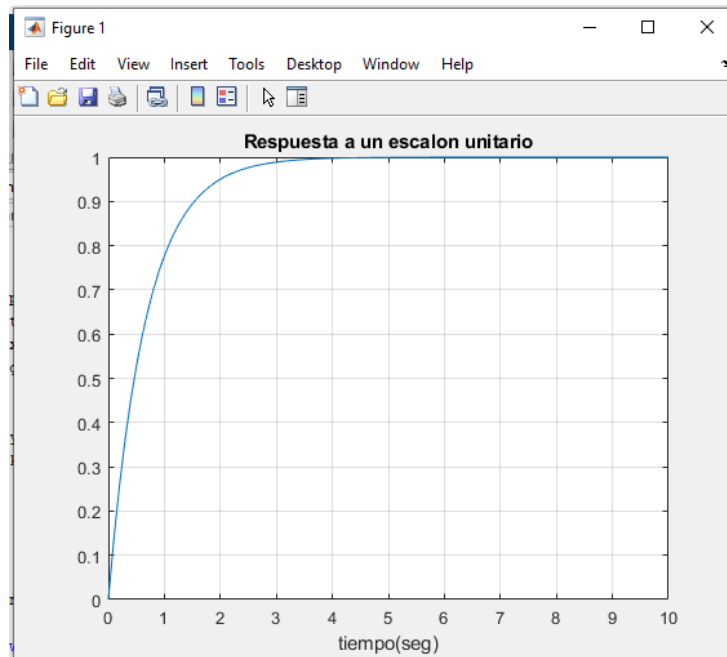 Figure 1
File Edit View Insert Tools Desktop Window Help
Respuesta a un escalon unitario
1
0.9
0.8
0.7
0.6
0.5
0.4
0.3
0.2
0.1
0
0 1 2 3 4 5 6 7 8 9 10
tiempo(seg)